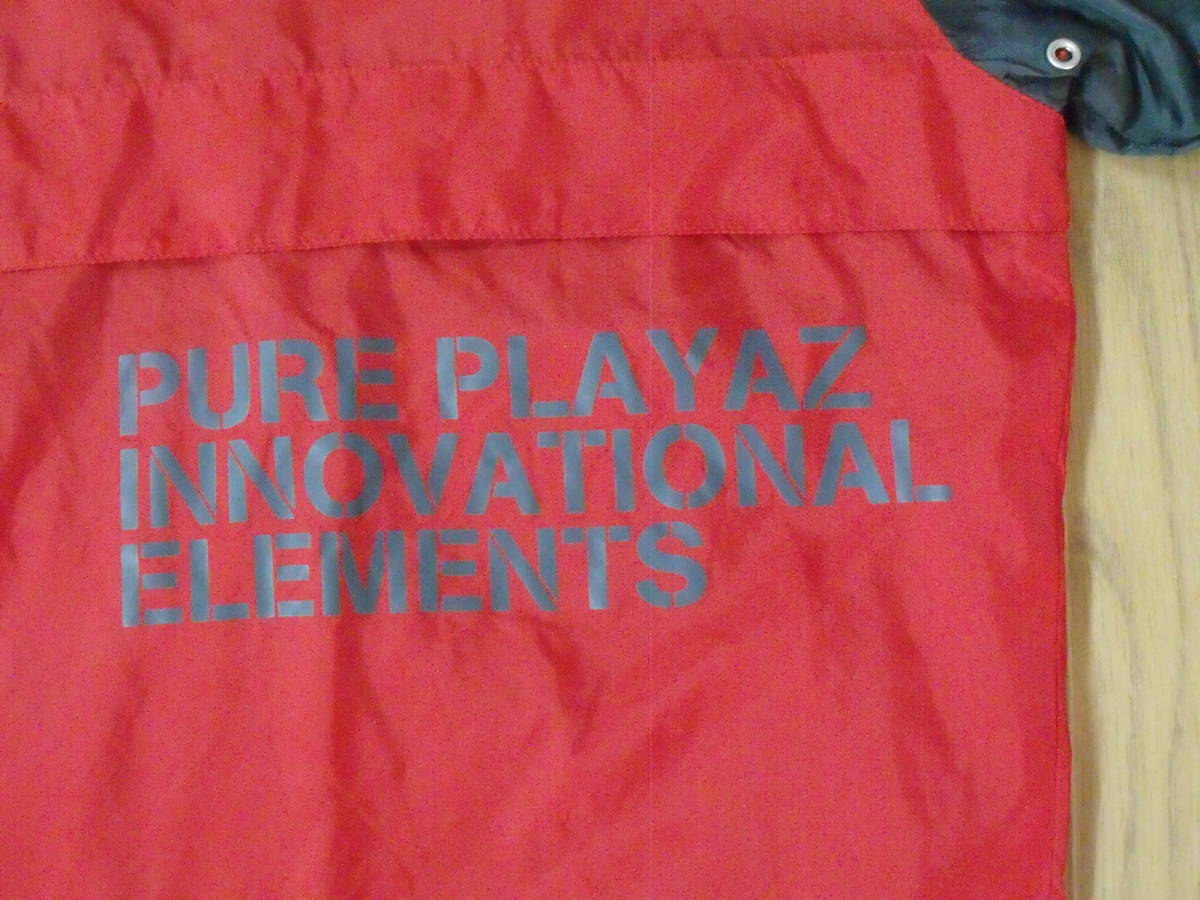 PURE PLAYAZ
INNOVATIONAL
ELEMENTS